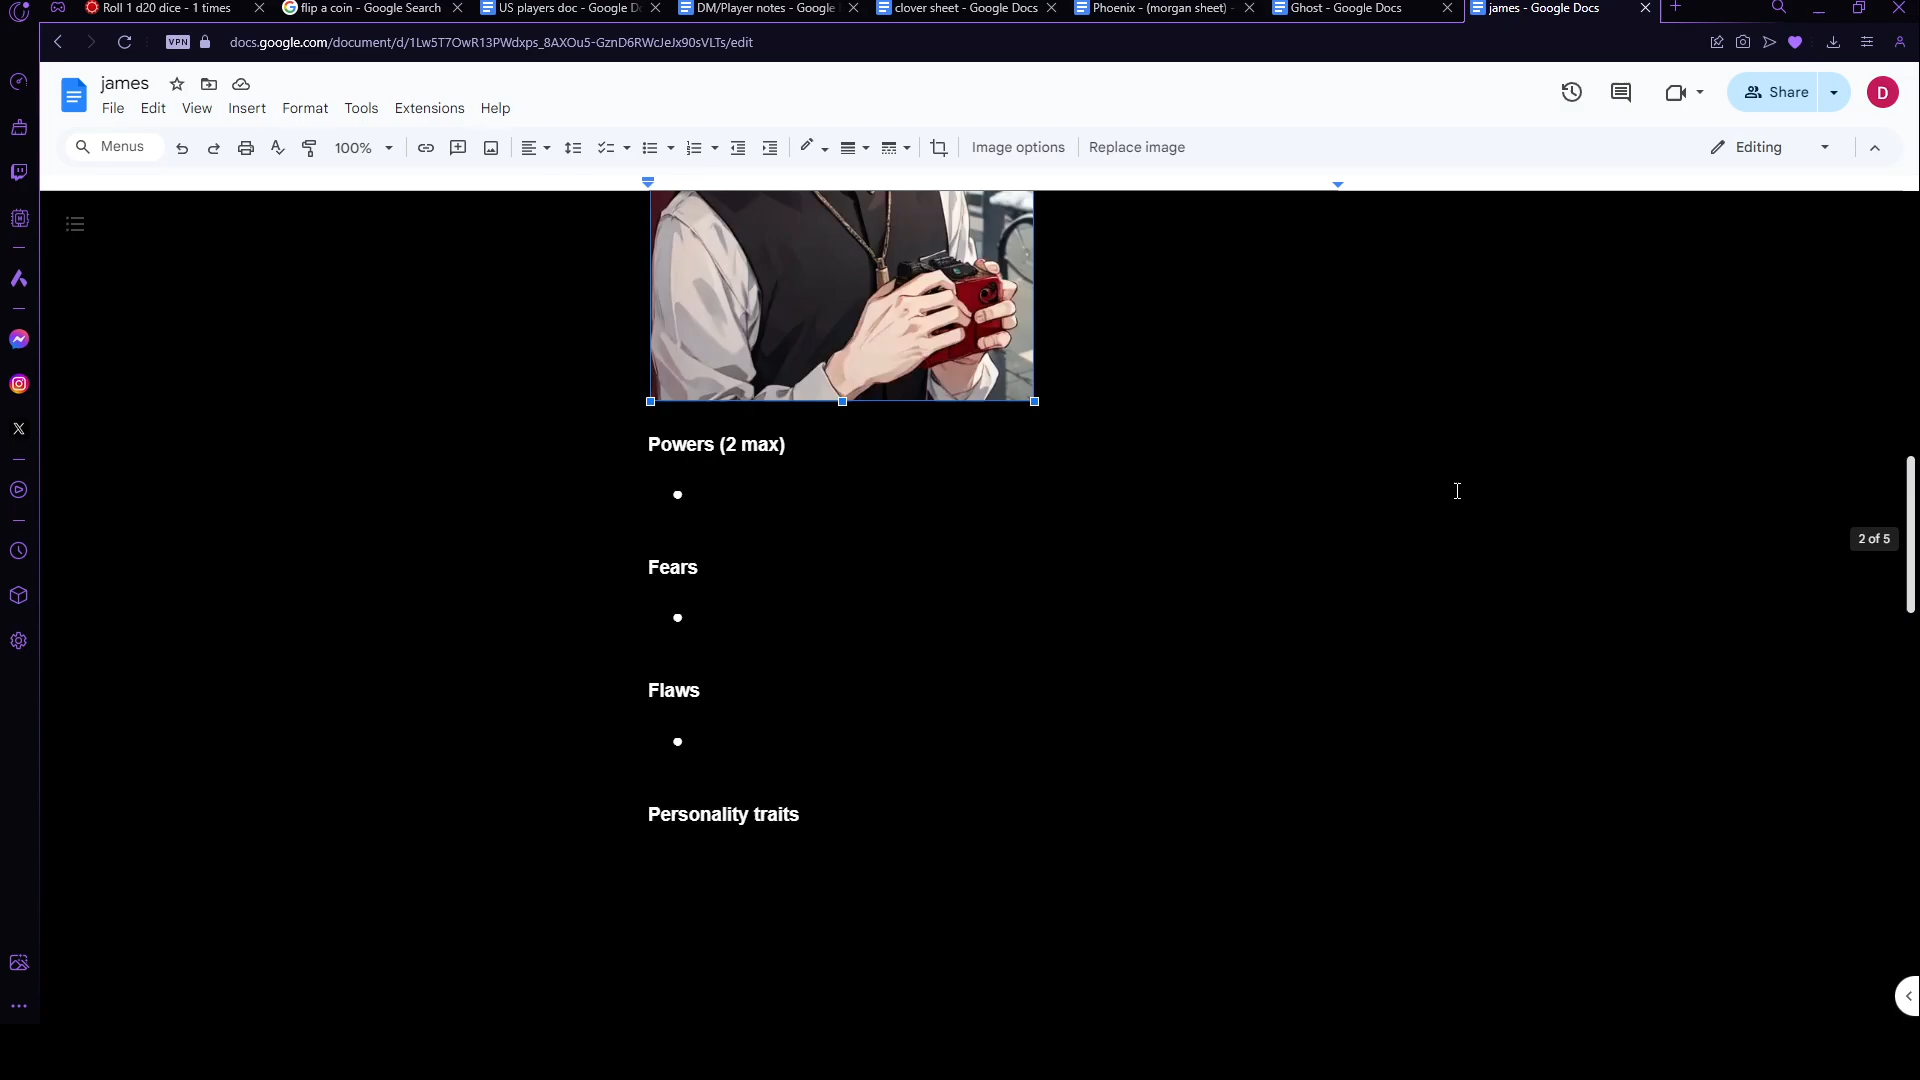 Roll 1 d20 dice - 1 times
flip a coin - Google Search
US players doc - Google D
DM/Player notes - Google
clover sheet - Google Docs
Phoenix - (morgan sheet) -
Ghost - Google Docs
james - Google Docs
VPN
docs.google.com/document/d/1Lw5T7OwR13PWdxps_8AXOu5-GznD6RWcJeJx90sVLTs/edit
james
File Edit View Insert Format Tools Extensions Help
Share
D
Menus
100%
Image options
Replace image
Editing
Powers (2 max)
2 of 5
Fears
Flaws
Personality traits